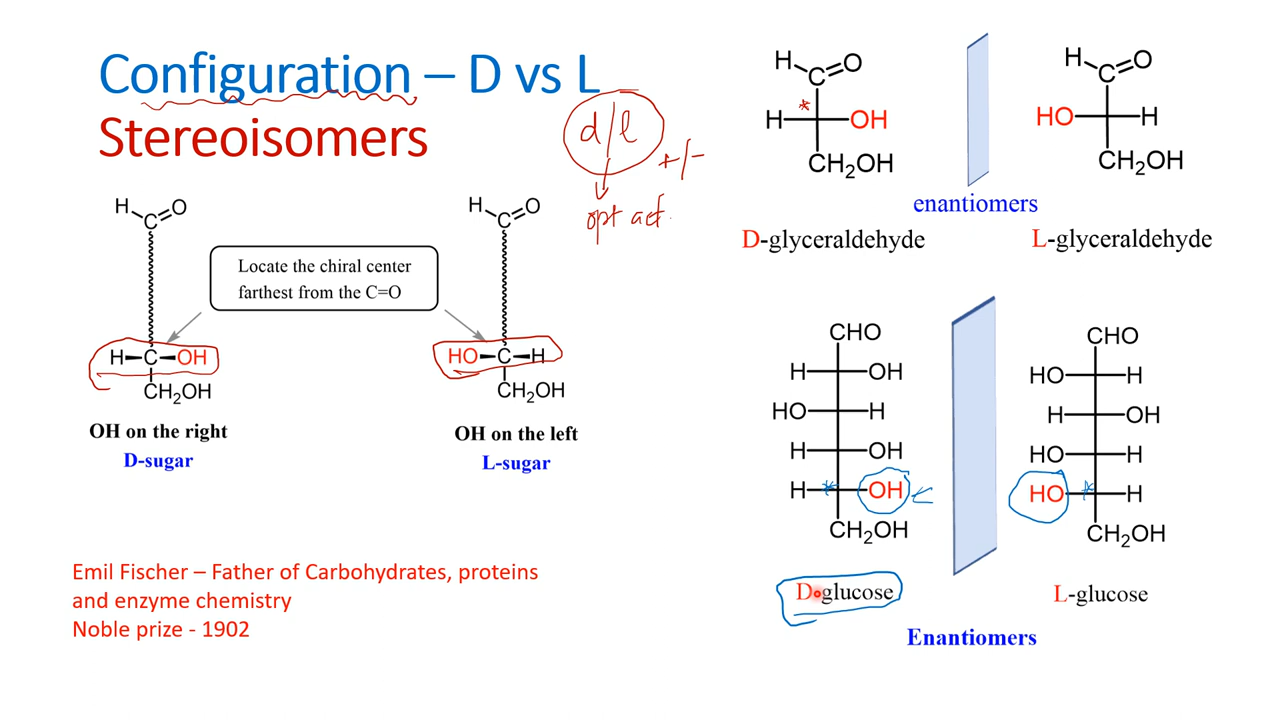 Configuration – D vs L
Stereoisomers
d/l
+/-
opt act.
H
C
O
H
C
O
Locate the chiral center
farthest from the C=O
H C OH
CH2OH
HO C H
CH2OH
OH on the right
D-sugar
OH on the left
L-sugar
Emil Fischer – Father of Carbohydrates, proteins
and enzyme chemistry
Noble prize - 1902
H
C O
*
H OH
CH2OH
H
C O
HO H
CH2OH
enantiomers
D-glyceraldehyde
L-glyceraldehyde
CHO
H OH
HO H
H OH
H * OH
CH2OH
D-glucose
CHO
HO H
H OH
HO H
HO * H
CH2OH
L-glucose
Enantiomers